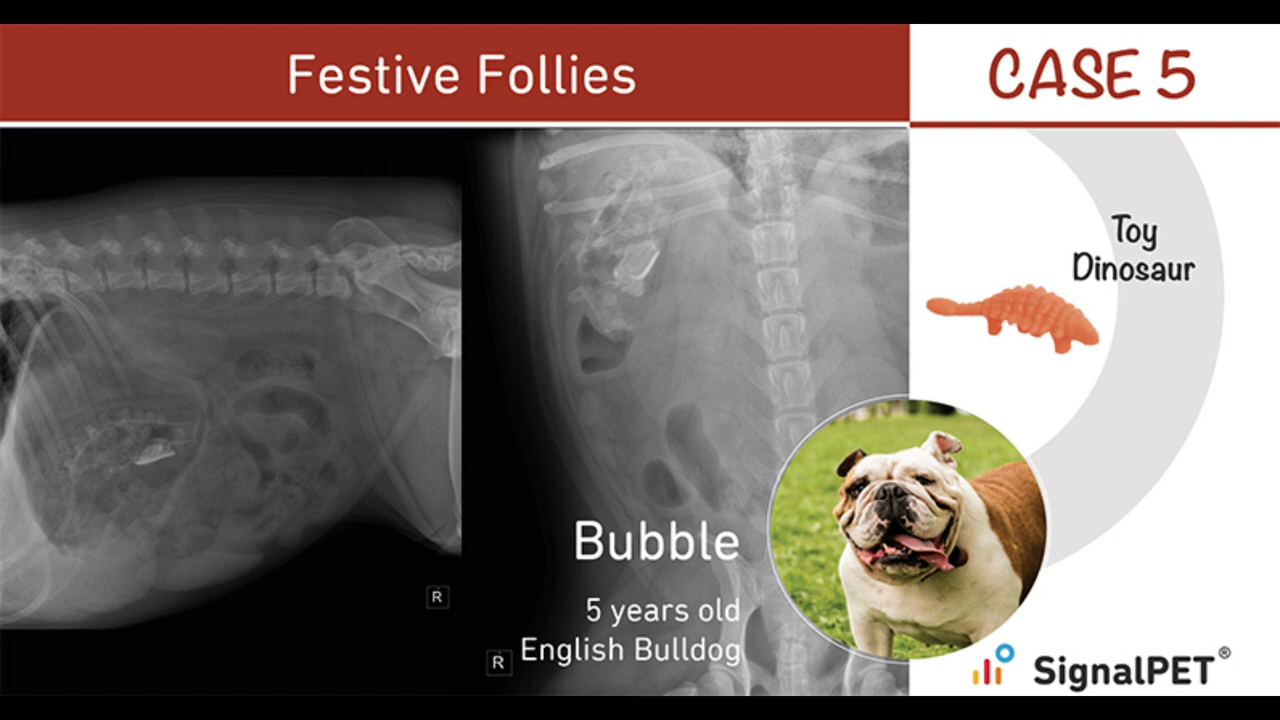 Festive Follies
CASE 5
Toy
Dinosaur
Bubble
5 years old
English Bulldog
R
R
SignalPET®